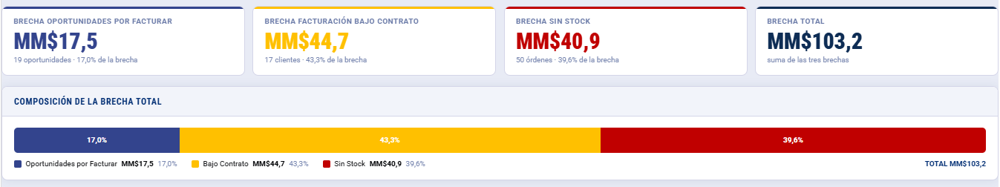 BRECHA OPORTUNIDADES POR FACTURAR
MM$17,5
19 oportunidades · 17,0% de la brecha
BRECHA FACTURACIÓN BAJO CONTRATO
MM$44,7
17 clientes · 43,3% de la brecha
BRECHA SIN STOCK
MM$40,9
50 órdenes · 39,6% de la brecha
BRECHA TOTAL
MM$103,2
suma de las tres brechas
COMPOSICIÓN DE LA BRECHA TOTAL
17,0% 43,3% 39,6%
Oportunidades por Facturar MM$17,5 17,0% Bajo Contrato MM$44,7 43,3% Sin Stock MM$40,9 39,6% TOTAL MM$103,2